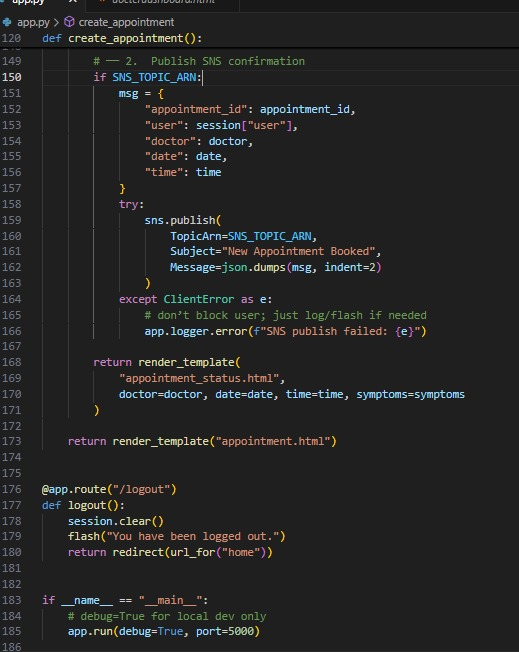 app.py
doctordashboard.html
app.py > create_appointment
120 def create_appointment():
149 # — 2. Publish SNS confirmation
150 if SNS_TOPIC_ARN:
151 msg = {
152 "appointment_id": appointment_id,
153 "user": session["user"],
154 "doctor": doctor,
155 "date": date,
156 "time": time
157 }
158 try:
159 sns.publish(
160 TopicArn=SNS_TOPIC_ARN,
161 Subject="New Appointment Booked",
162 Message=json.dumps(msg, indent=2)
163 )
164 except ClientError as e:
165 # don’t block user; just log/flash if needed
166 app.logger.error(f"SNS publish failed: {e}")
167
168 return render_template(
169 "appointment_status.html",
170 doctor=doctor, date=date, time=time, symptoms=symptoms
171 )
172
173 return render_template("appointment.html")
174
175
176 @app.route("/logout")
177 def logout():
178 session.clear()
179 flash("You have been logged out.")
180 return redirect(url_for("home"))
181
182
183 if __name__ == "__main__":
184 # debug=True for local dev only
185 app.run(debug=True, port=5000)
186